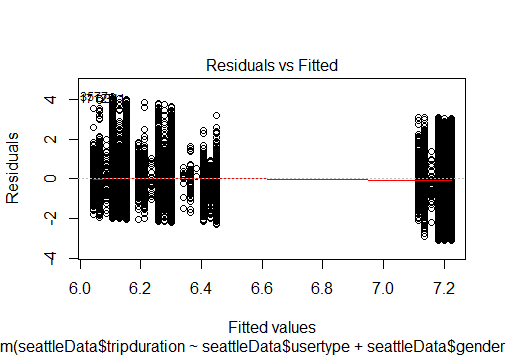 Residuals vs Fitted
Residuals
4
2
0
-2
-4
6.0 6.2 6.4 6.6 6.8 7.0 7.2
Fitted values
m(seattleData$tripduration ~ seattleData$usertype + seattleData$gender